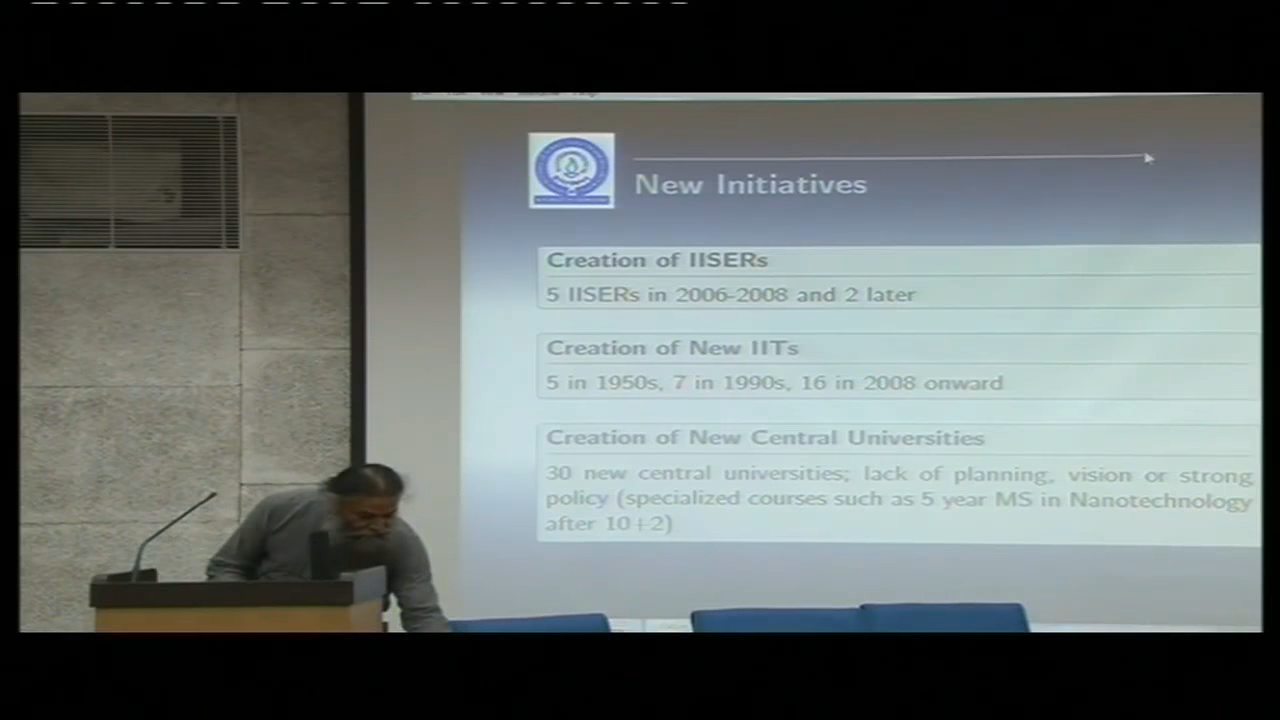 New Initiatives
Creation of IISERs
5 IISERs in 2006-2008 and 2 later
Creation of New IITs
5 in 1950s, 7 in 1990s, 16 in 2008 onward
Creation of New Central Universities
30 new central universities; lack of planning, vision or strong
policy (specialized courses such as 5 year MS in Nanotechnology
after 10+2)